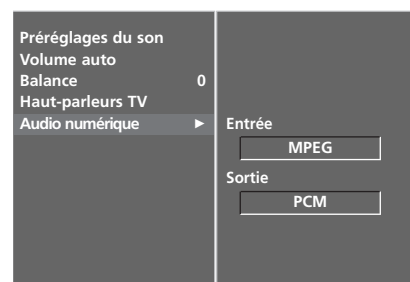 Préréglages du son
Volume auto
Balance 0
Haut-parleurs TV
Audio numérique ►
Entrée
MPEG
Sortie
PCM